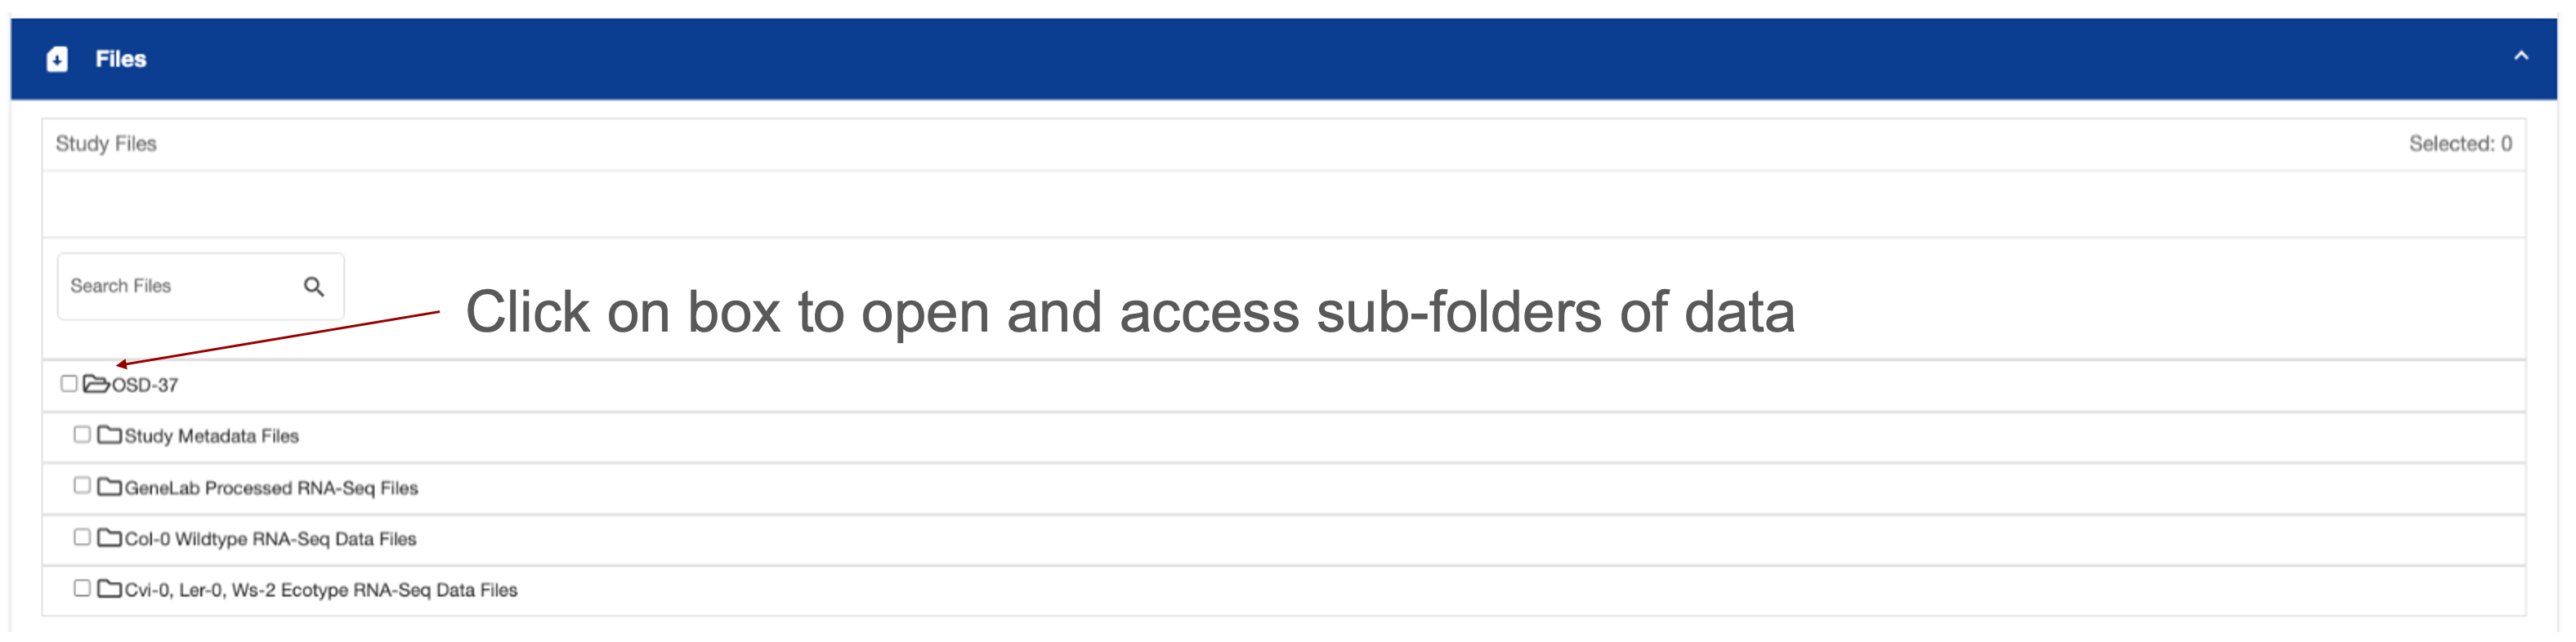 Files
Study Files
Selected: 0
Search Files
Click on box to open and access sub-folders of data
OSD-37
Study Metadata Files
GeneLab Processed RNA-Seq Files
Col-0 Wildtype RNA-Seq Data Files
Cvi-0, Ler-0, Ws-2 Ecotype RNA-Seq Data Files